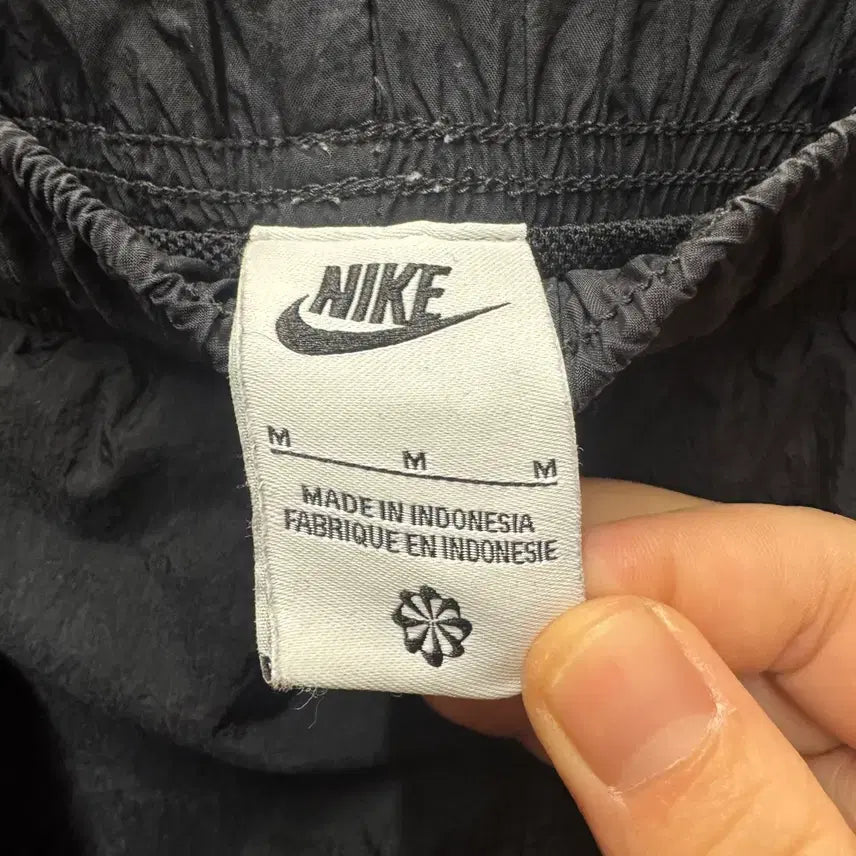 NIKE
M M M
MADE IN INDONESIA
FABRIQUE EN INDONESIE